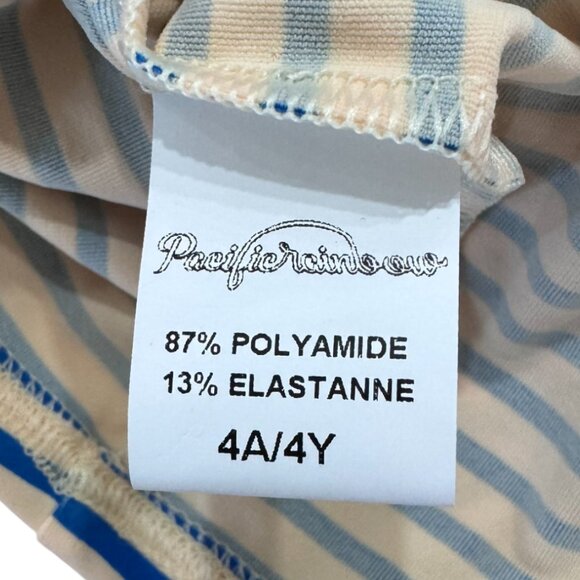 Pacificrainbow
87% POLYAMIDE
13% ELASTANNE
4A/4Y